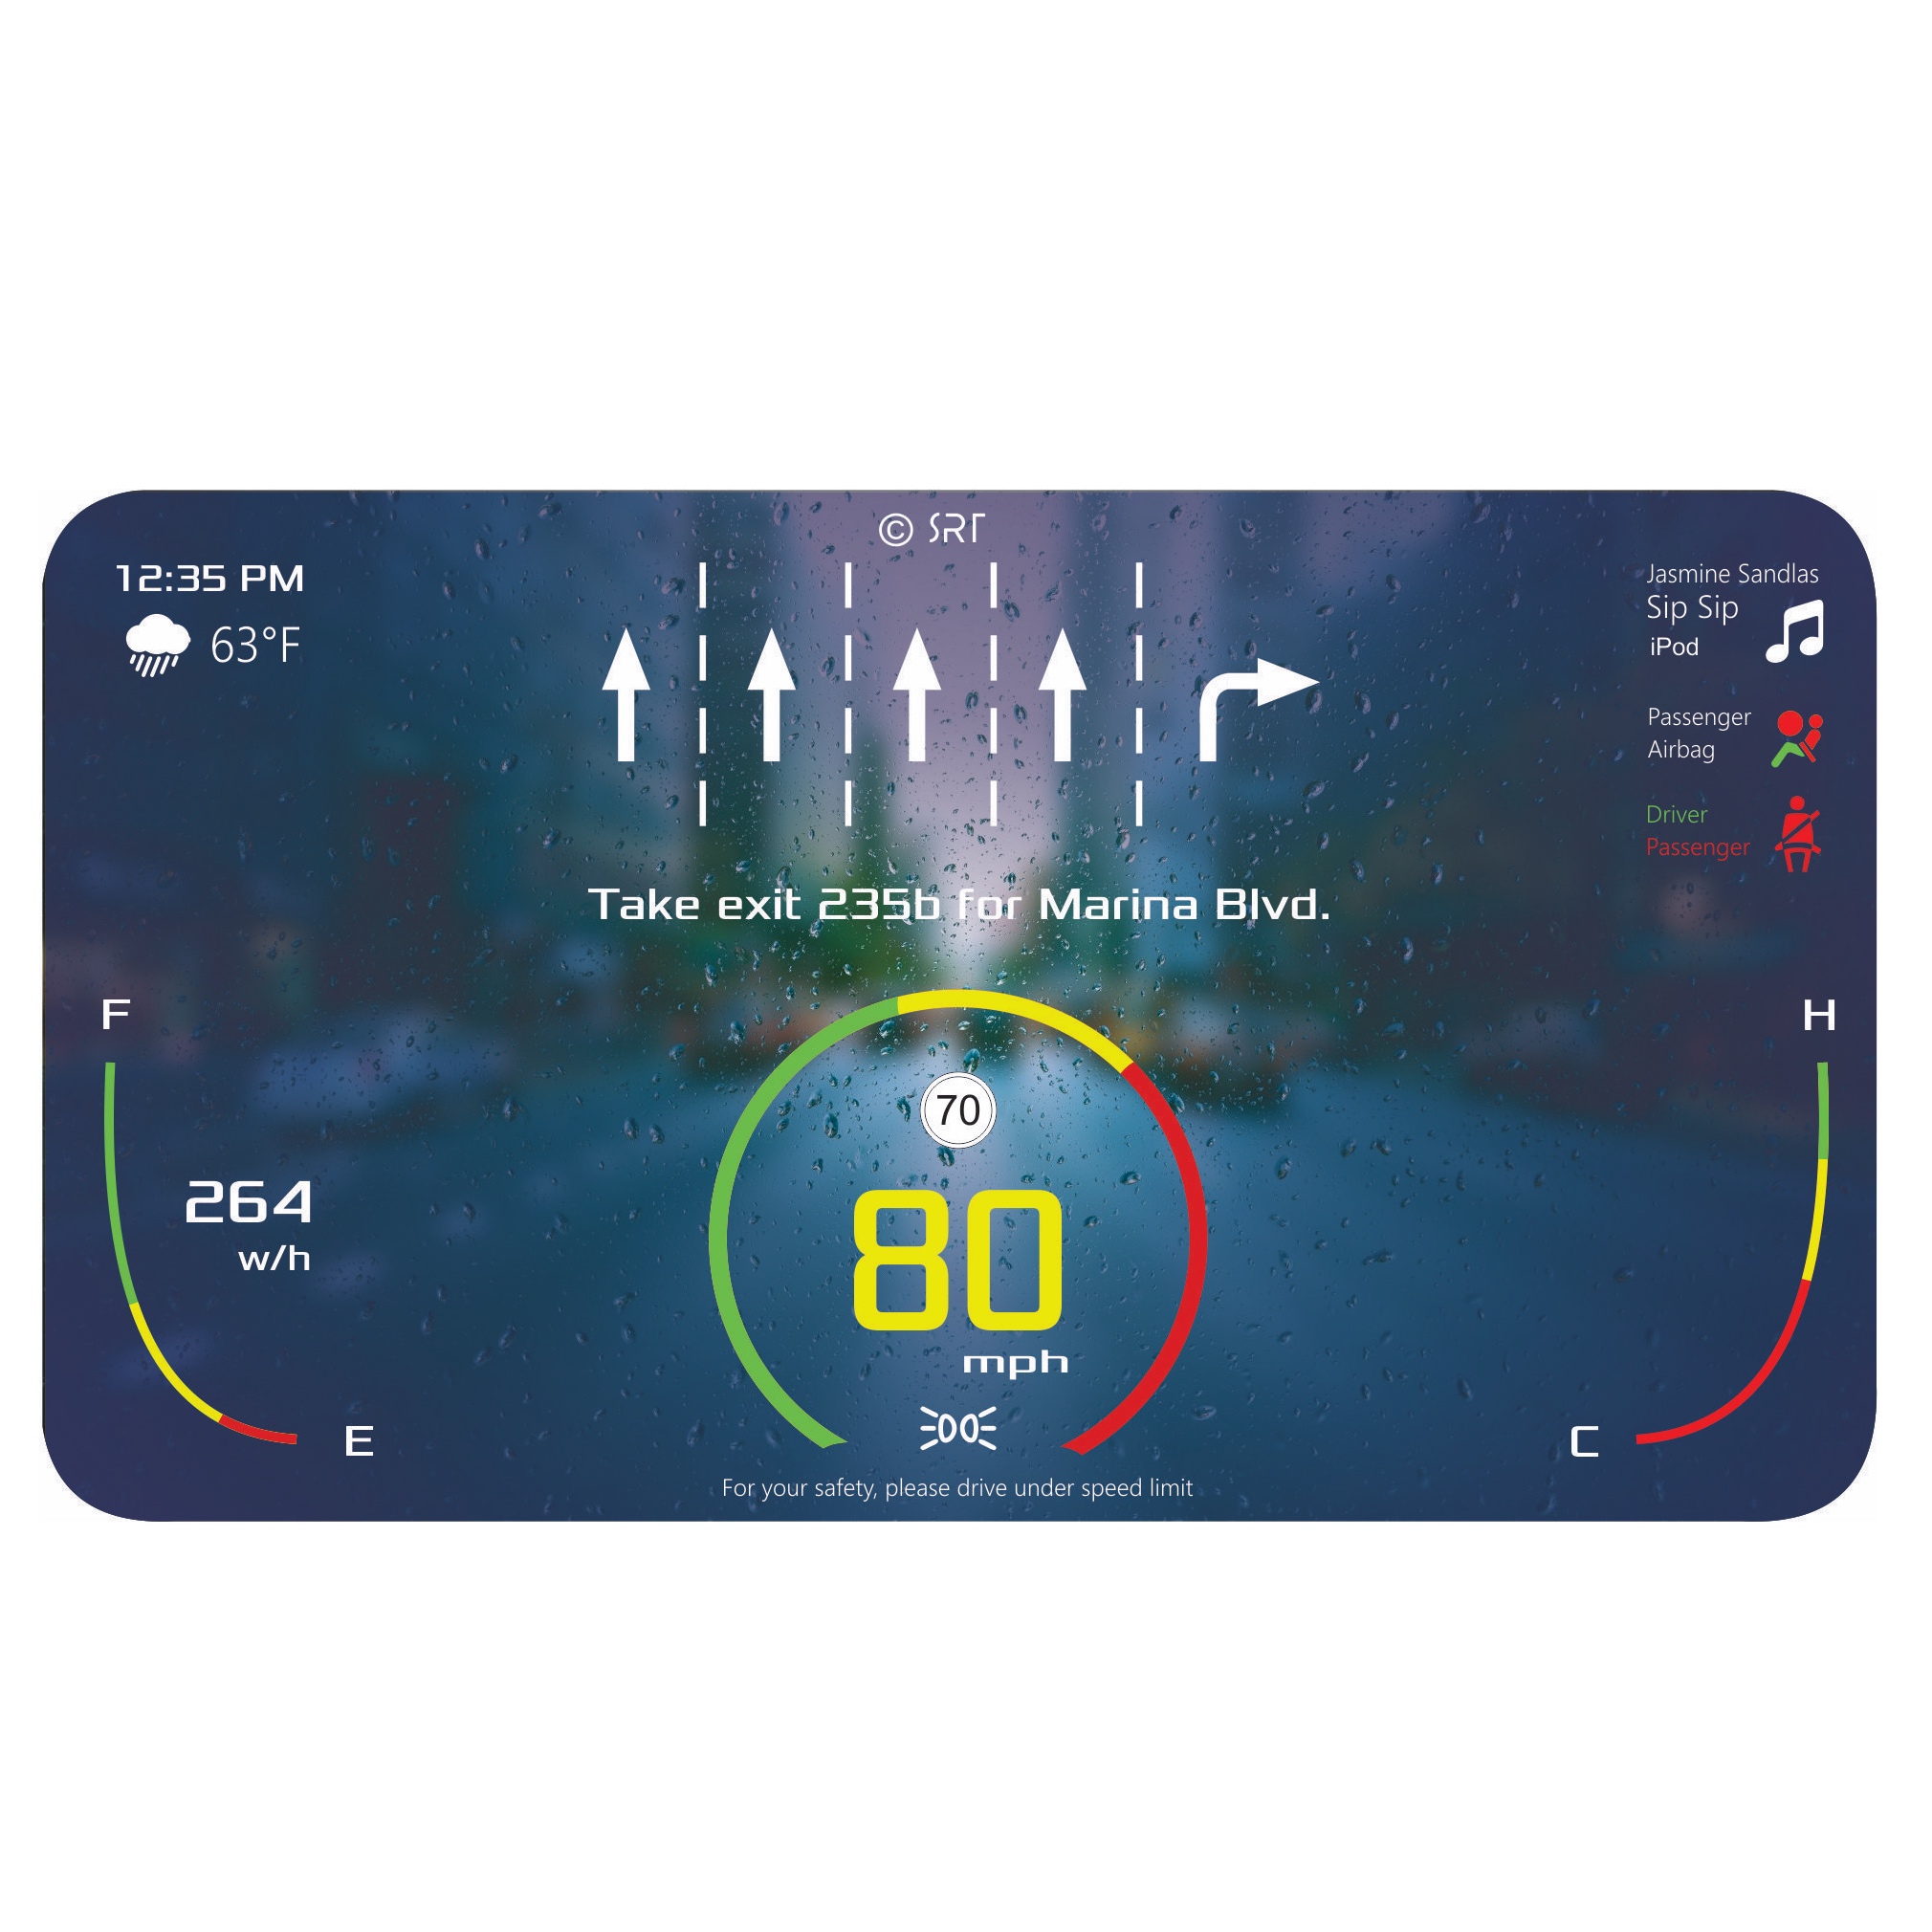 © SRT
12:35 PM
63°F
Jasmine Sandlas
Sip Sip
iPod
Passenger
Airbag
Driver
Passenger
Take exit 235b for Marina Blvd.
F
H
70
264
w/h
80
mph
E
C
For your safety, please drive under speed limit